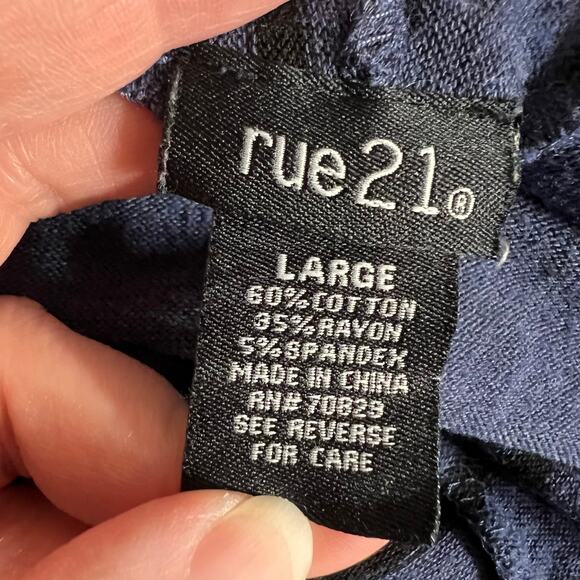 rue21®
LARGE
60% COTTON
35% RAYON
5% SPANDEX
MADE IN CHINA
RN# 70829
SEE REVERSE
FOR CARE